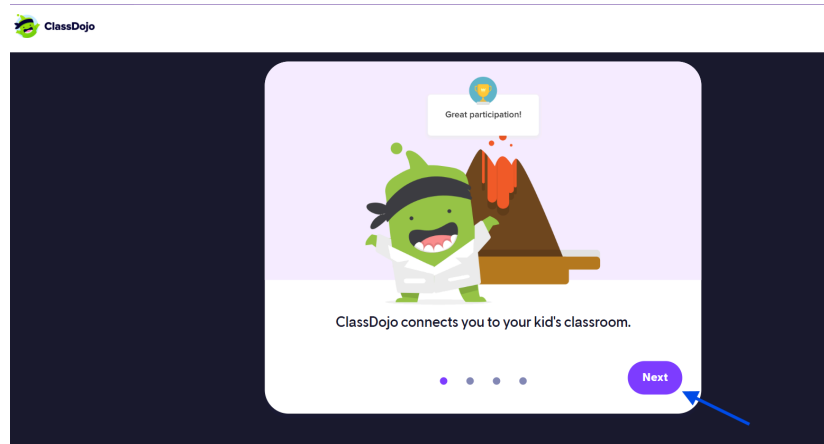 ClassDojo
Great participation!
ClassDojo connects you to your kid's classroom.
Next